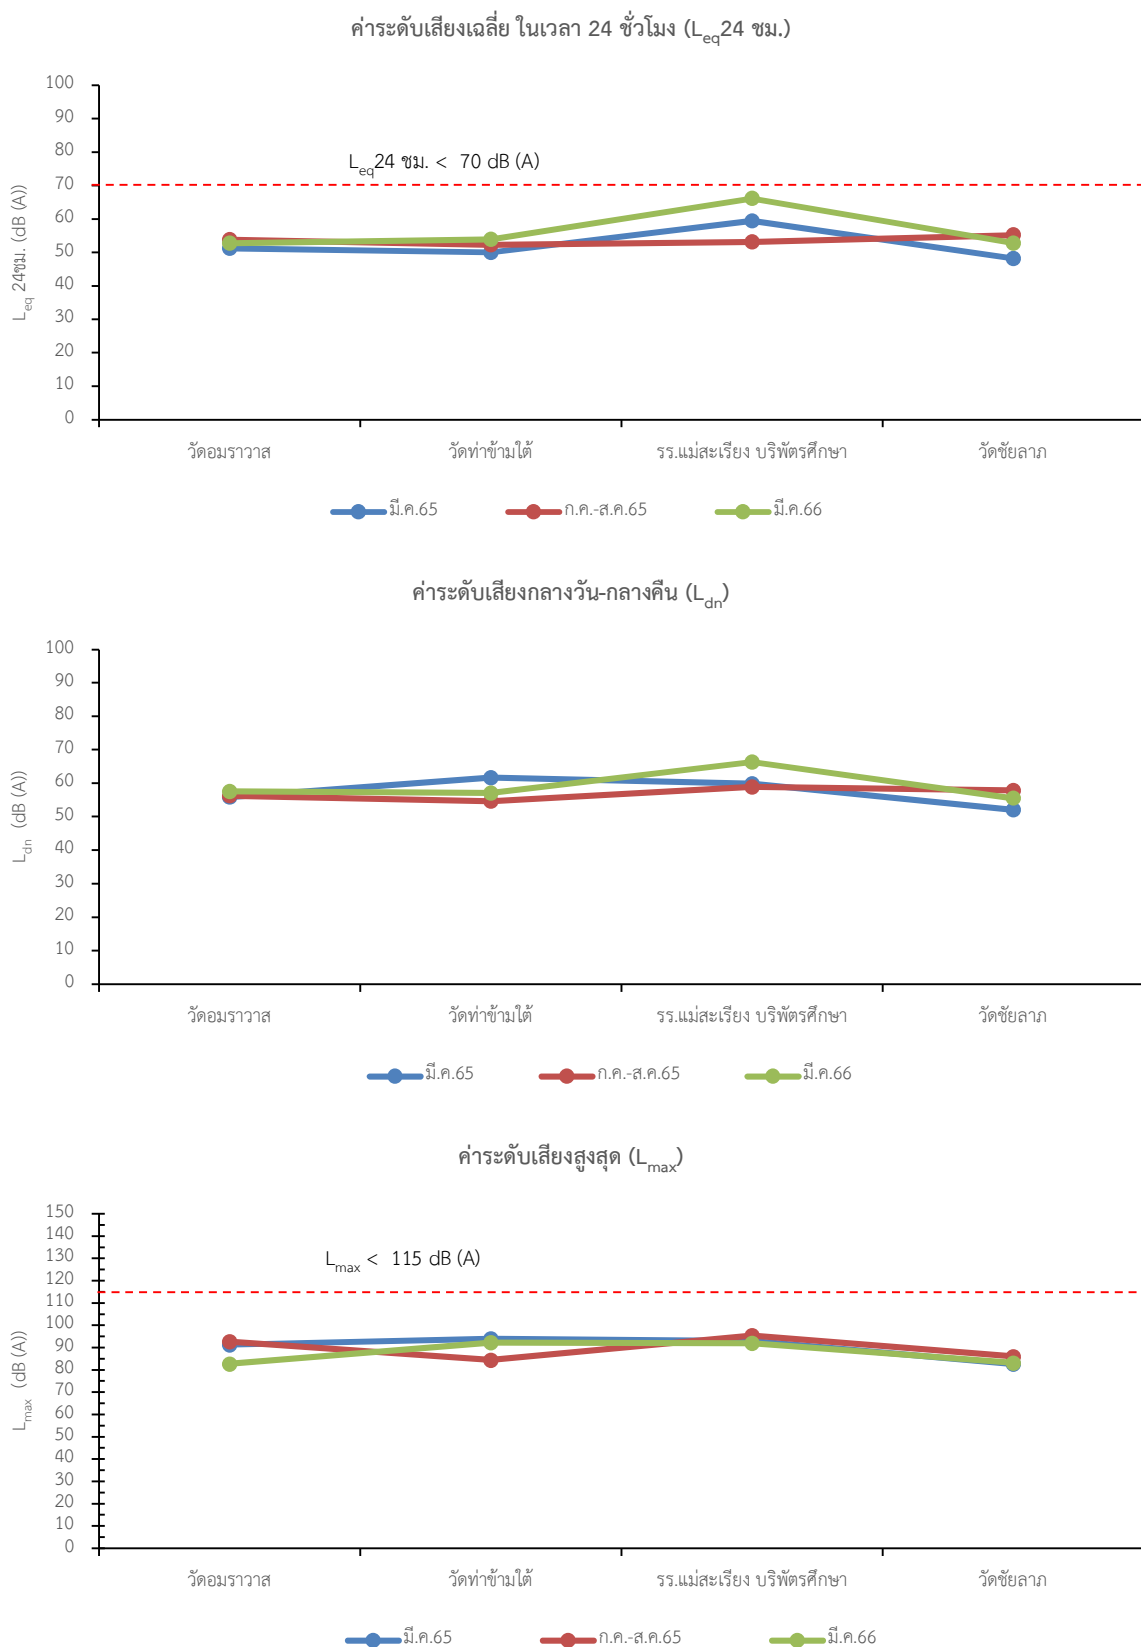 ค่าระดับเสียงเฉลี่ย ในเวลา 24 ชั่วโมง (Leq24 ชม.)
100
90
80
70
60
50
40
30
20
10
0
Leq 24ชม. (dB (A))
Leq24 ชม. < 70 dB (A)
วัดอมราวาส วัดท่าข้ามใต้ รร.แม่สะเรียง บริพัตรศึกษา วัดชัยลาภ
มี.ค.65 ก.ค.-ส.ค.65 มี.ค.66
ค่าระดับเสียงกลางวัน-กลางคืน (Ldn)
100
90
80
70
60
50
40
30
20
10
0
Ldn (dB (A))
วัดอมราวาส วัดท่าข้ามใต้ รร.แม่สะเรียง บริพัตรศึกษา วัดชัยลาภ
มี.ค.65 ก.ค.-ส.ค.65 มี.ค.66
ค่าระดับเสียงสูงสุด (Lmax)
150
140
130
120
110
100
90
80
70
60
50
40
30
20
10
0
Lmax (dB (A))
Lmax < 115 dB (A)
วัดอมราวาส วัดท่าข้ามใต้ รร.แม่สะเรียง บริพัตรศึกษา วัดชัยลาภ
มี.ค.65 ก.ค.-ส.ค.65 มี.ค.66